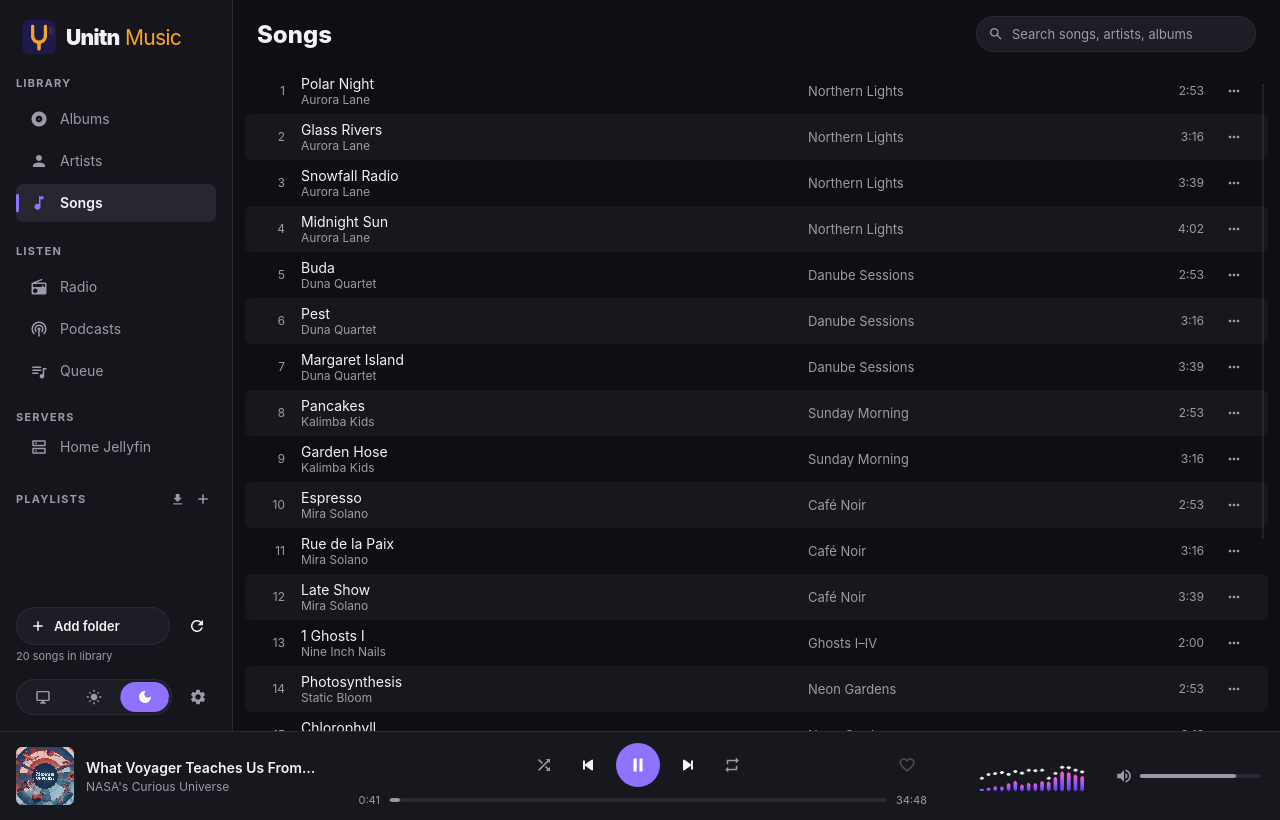 Unitn Music
LIBRARY
Albums
Artists
Songs
LISTEN
Radio
Podcasts
Queue
SERVERS
Home Jellyfin
PLAYLISTS
Add folder
20 songs in library
Songs
Search songs, artists, albums
1 Polar Night Northern Lights 2:53
Aurora Lane
2 Glass Rivers Northern Lights 3:16
Aurora Lane
3 Snowfall Radio Northern Lights 3:39
Aurora Lane
4 Midnight Sun Northern Lights 4:02
Aurora Lane
5 Buda Danube Sessions 2:53
Duna Quartet
6 Pest Danube Sessions 3:16
Duna Quartet
7 Margaret Island Danube Sessions 3:39
Duna Quartet
8 Pancakes Sunday Morning 2:53
Kalimba Kids
9 Garden Hose Sunday Morning 3:16
Kalimba Kids
10 Espresso Café Noir 2:53
Mira Solano
11 Rue de la Paix Café Noir 3:16
Mira Solano
12 Late Show Café Noir 3:39
Mira Solano
13 1 Ghosts I Ghosts I–IV 2:00
Nine Inch Nails
14 Photosynthesis Neon Gardens 2:53
Static Bloom
Chlorophyll
What Voyager Teaches Us From...
NASA's Curious Universe
0:41
34:48